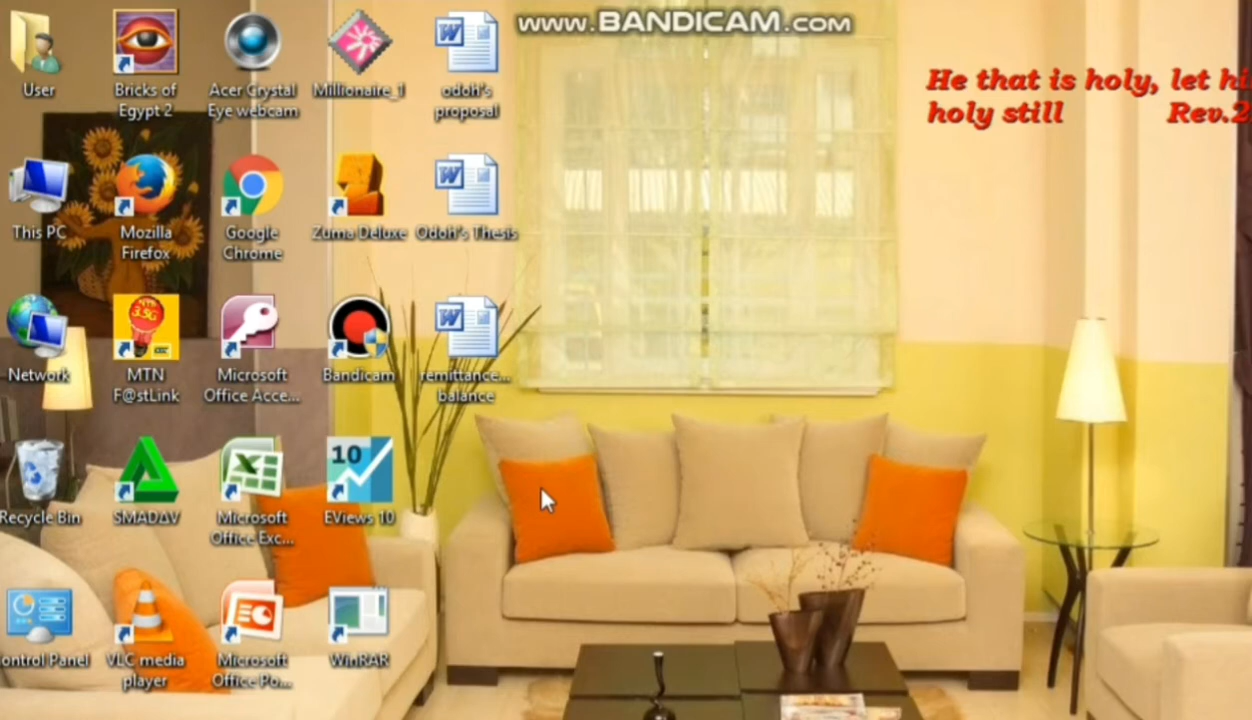 www.BANDICAM.com
He that is holy, let hi
holy still Rev.2
User
Bricks of
Egypt 2
Acer Crystal
Eye webcam
Millionaire_1
odoh's
proposal
This PC
Mozilla
Firefox
Google
Chrome
Zuma Deluxe
Odoh's Thesis
3.5G
Network
MTN
F@stLink
Microsoft
Office Acce...
Bandicam
remittance...
balance
10
Recycle Bin
SMADAV
Microsoft
Office Exc...
EViews 10
ontrol Panel
VLC media
player
Microsoft
Office Po...
WinRAR